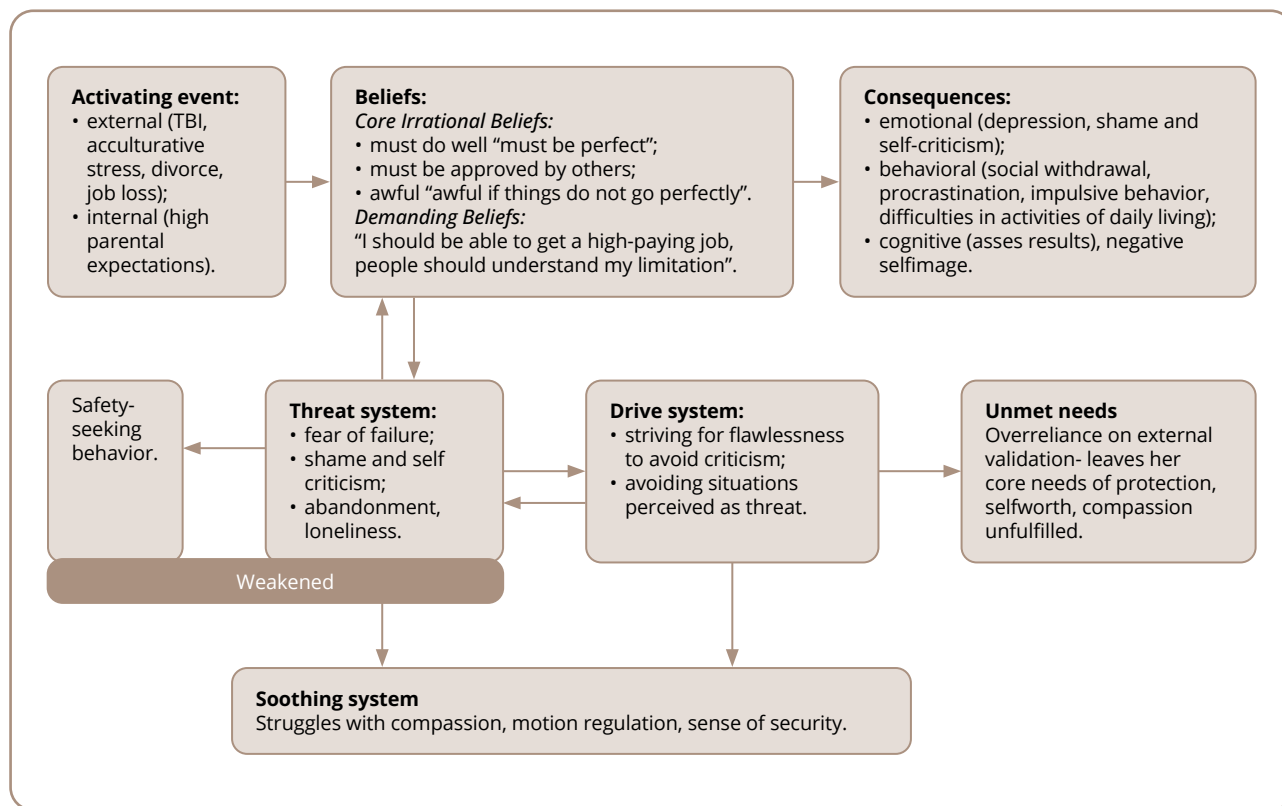 Activating event:
• external (TBI,
acculturative
stress, divorce,
job loss);
• internal (high
parental
expectations).
Beliefs:
Core Irrational Beliefs:
• must do well “must be perfect”;
• must be approved by others;
• awful “awful if things do not go perfectly”.
Demanding Beliefs:
“I should be able to get a high-paying job,
people should understand my limitation”.
Consequences:
• emotional (depression, shame and
self-criticism);
• behavioral (social withdrawal,
procrastination, impulsive behavior,
difficulties in activities of daily living);
• cognitive (asses results), negative
selfimage.
Safety-
seeking
behavior.
Threat system:
• fear of failure;
• shame and self
criticism;
• abandonment,
loneliness.
Drive system:
• striving for flawlessness
to avoid criticism;
• avoiding situations
perceived as threat.
Unmet needs
Overreliance on external
validation- leaves her
core needs of protection,
selfworth, compassion
unfulfilled.
Weakened
Soothing system
Struggles with compassion, motion regulation, sense of security.